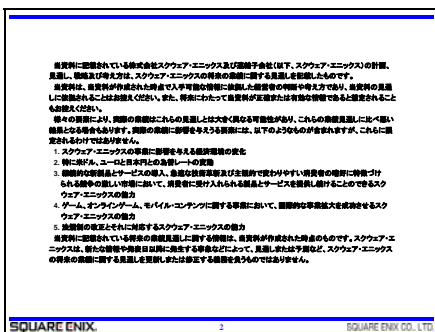 当資料に記載されている株式会社スクウェア・エニックス及び連結子会社(以下、スクウェア・エニックス)の計画、
見通し、戦略及び考え方は、スクウェア・エニックスの将来の業績に関する見通しを記載したものです。
当資料は、当資料が作成された時点で入手可能な情報に依拠した経営者の判断や考え方であり、当資料の見通
しに依拠されることはお控えください。また、将来にわたって当資料が正確または有効な情報であると想定されること
もお控えください。
様々の要素により、実際の業績はこれらの見通しとは大きく異なる可能性があり、これらの業績見通しに比べ悪い
結果となる場合もあります。実際の業績に影響を与えうる要素には、以下のようなものが含まれますが、これらに限
定されるわけではありません。
1. スクウェア・エニックスの事業に影響を与える経済環境の変化
2. 特に米ドル、ユーロと日本円との為替レートの変動
3. 継続的な新製品とサービスの導入、急速な技術革新及び主観的で変わりやすい消費者の嗜好に特徴づけ
られる競争の激しい市場において、消費者に受け入れられる製品とサービスを提供し続けることのできるスク
ウェア・エニックスの能力
4. ゲーム、オンラインゲーム、モバイル・コンテンツに関する事業において、国際的な事業拡大を成功させるスク
ウェア・エニックスの能力
5. 法規制の改正とそれに対応するスクウェア・エニックスの能力
当資料に記載されている将来の業績見通しに関する情報は、当資料が作成された時点のものです。スクウェア・エ
ニックスは、新たな情報や発表日以降に発生する事象などによって、見通しまたは予測など、スクウェア・エニックス
の将来の業績に関する見通しを更新しまたは修正する義務を負うものではありません。
SQUARE ENIX.
2
SQUARE ENIX CO., LTD.